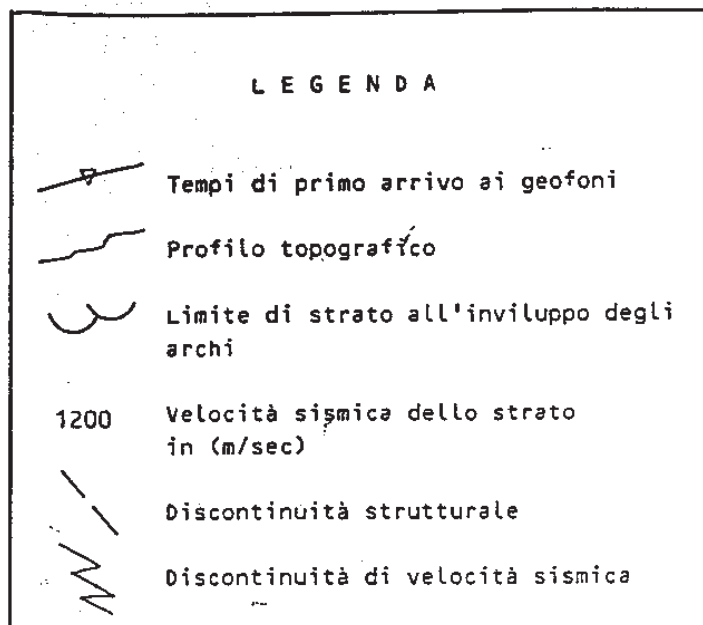 L E G E N D A
Tempi di primo arrivo ai geofoni
Profilo topografico
Limite di strato all'inviluppo degli
archi
1200 Velocità sismica dello strato
in (m/sec)
Discontinuità strutturale
Discontinuità di velocità sismica